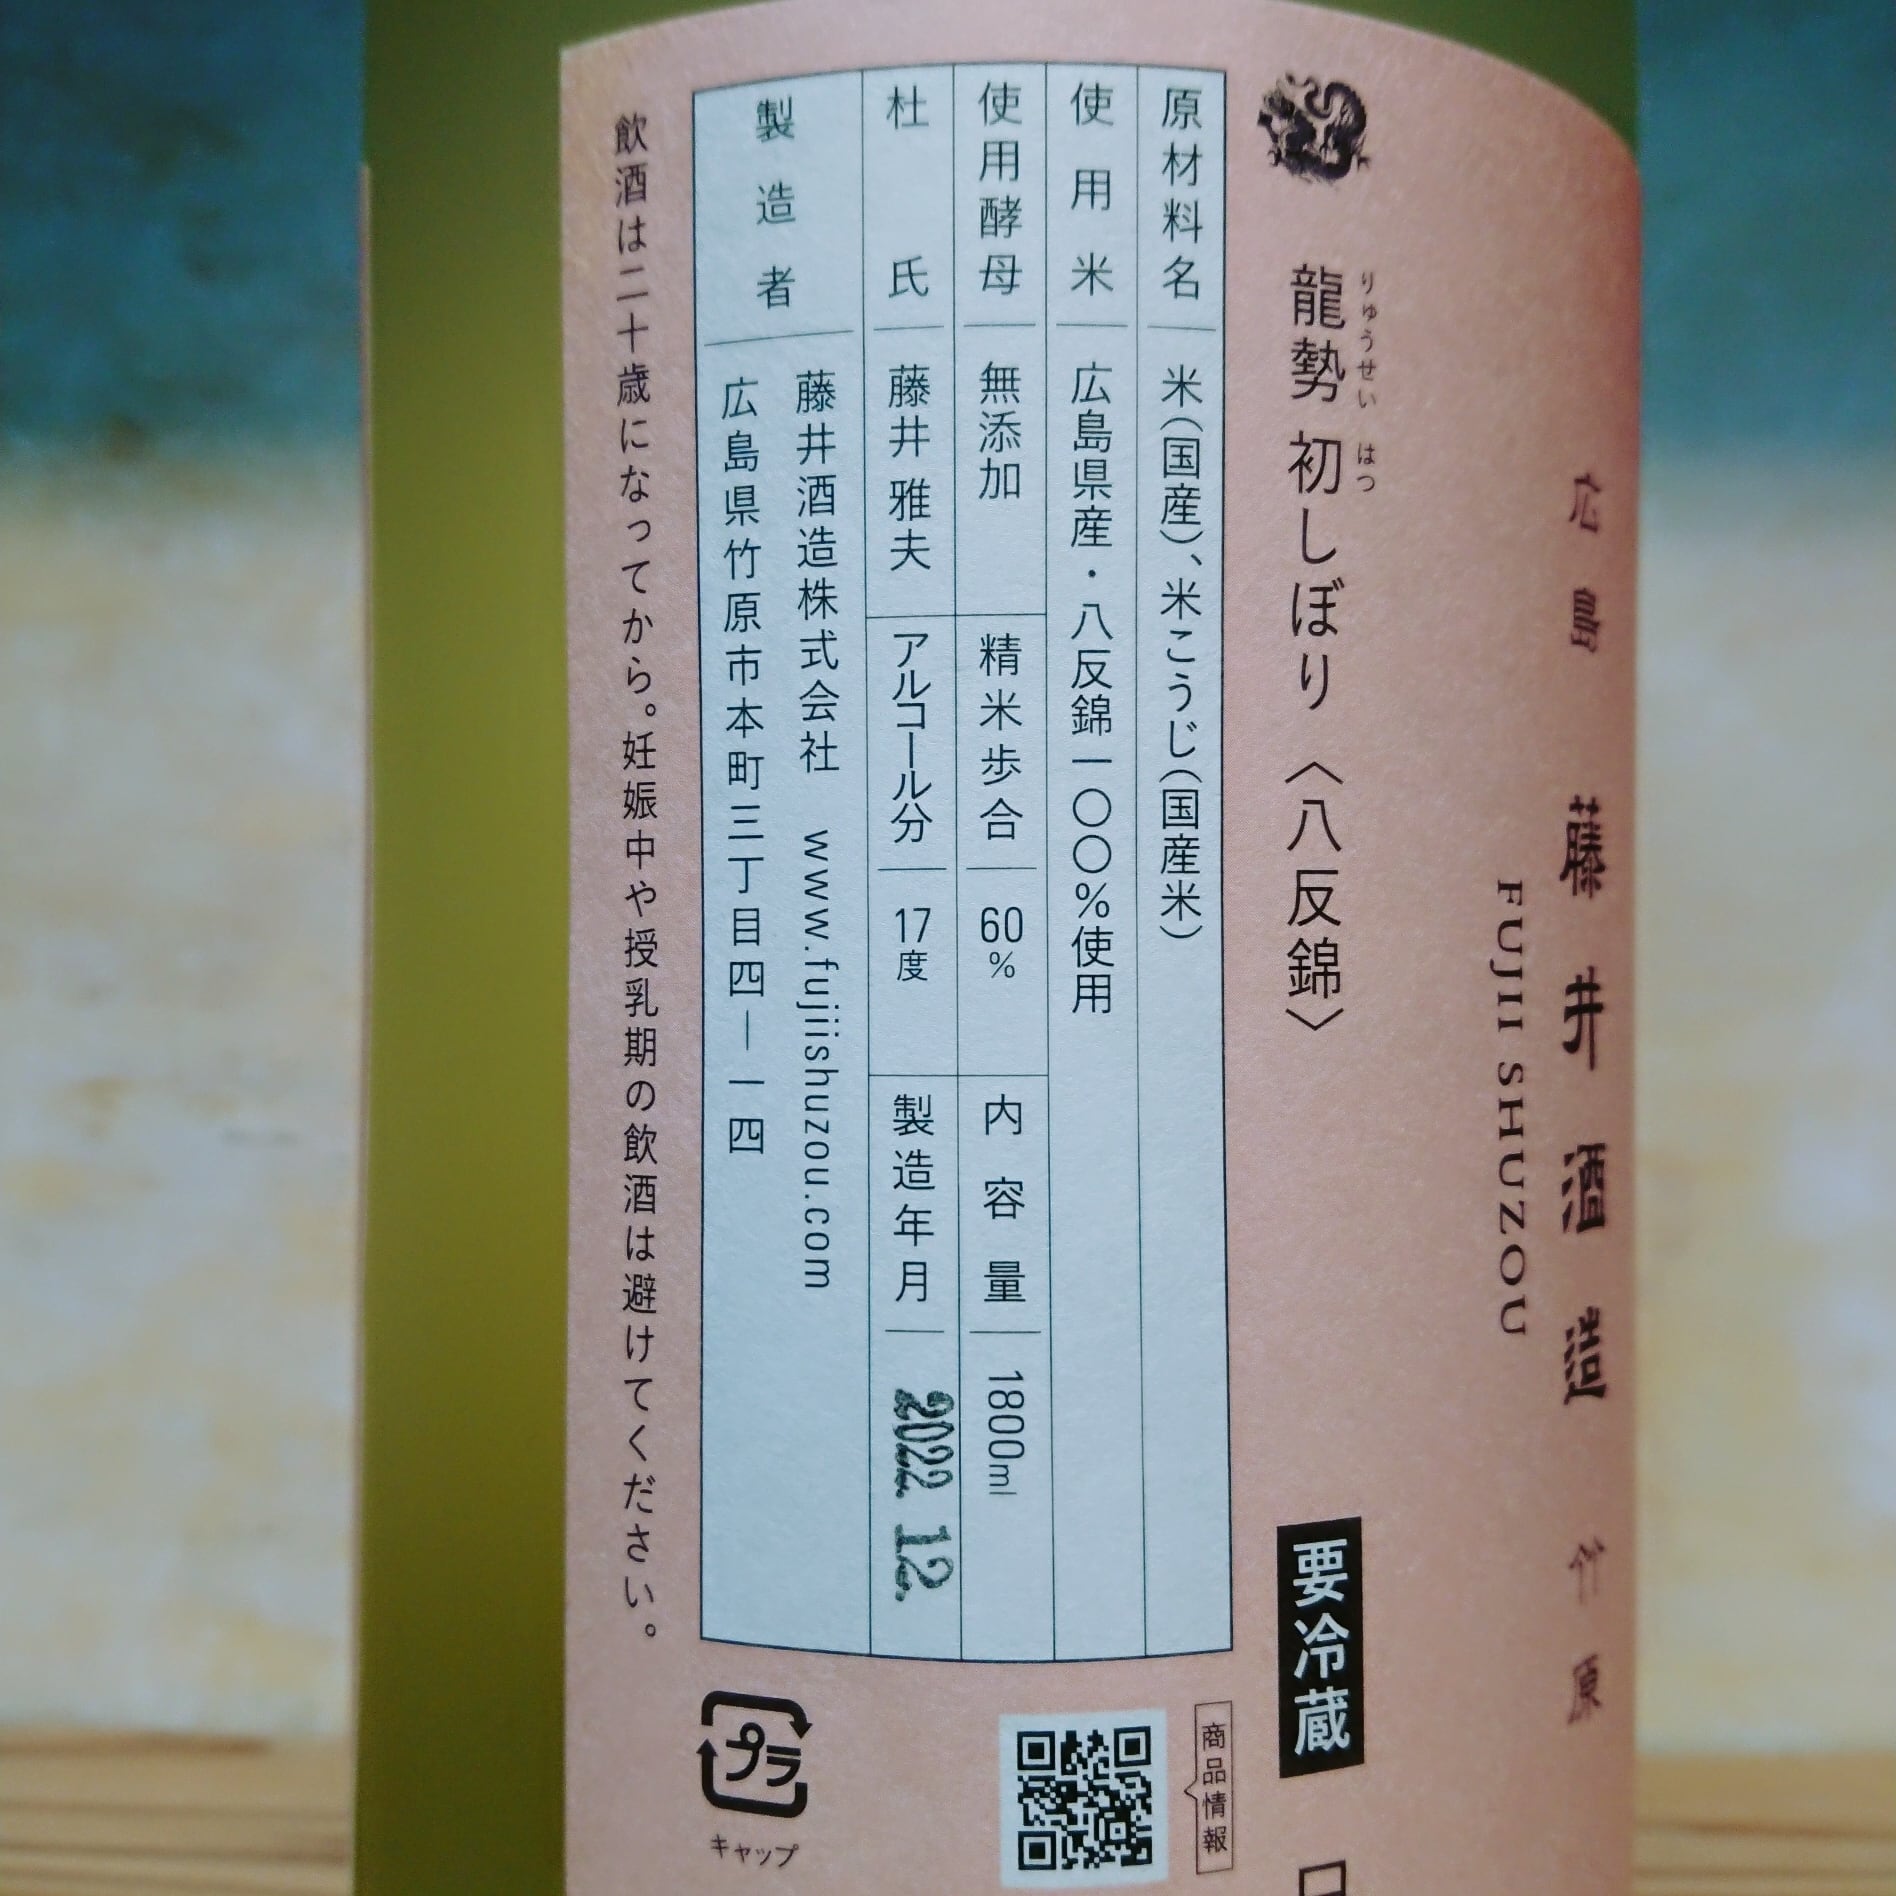 広島 藤井酒造 竹原
FUJII SHUZOU
りゅうせい はつ
龍勢 初しぼり〈八反錦〉
要冷蔵
原材料名 米(国産)、米こうじ(国産米)
使用米 広島県産・八反錦一〇〇%使用
使用酵母 無添加 精米歩合 60% 内容量 1800ml
杜氏 藤井雅夫 アルコール分 17度 製造年月 2022.12.
製造者 藤井酒造株式会社 www.fujiishuzou.com
広島県竹原市本町三丁目四―一四
飲酒は二十歳になってから。妊娠中や授乳期の飲酒は避けてください。
商品情報
プラ
キャップ